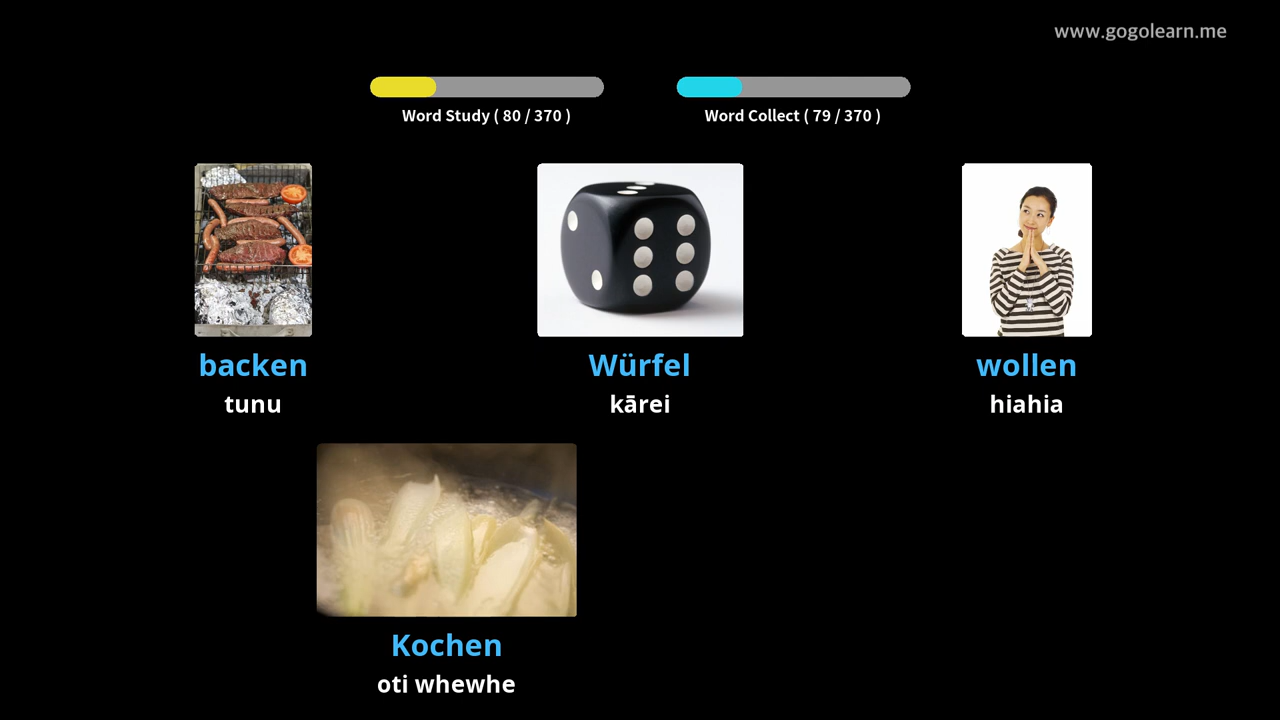 www.gogolearn.me
Word Study ( 80 / 370 )
Word Collect ( 79 / 370 )
backen
tunu
Würfel
kārei
wollen
hiahia
Kochen
oti whewhe